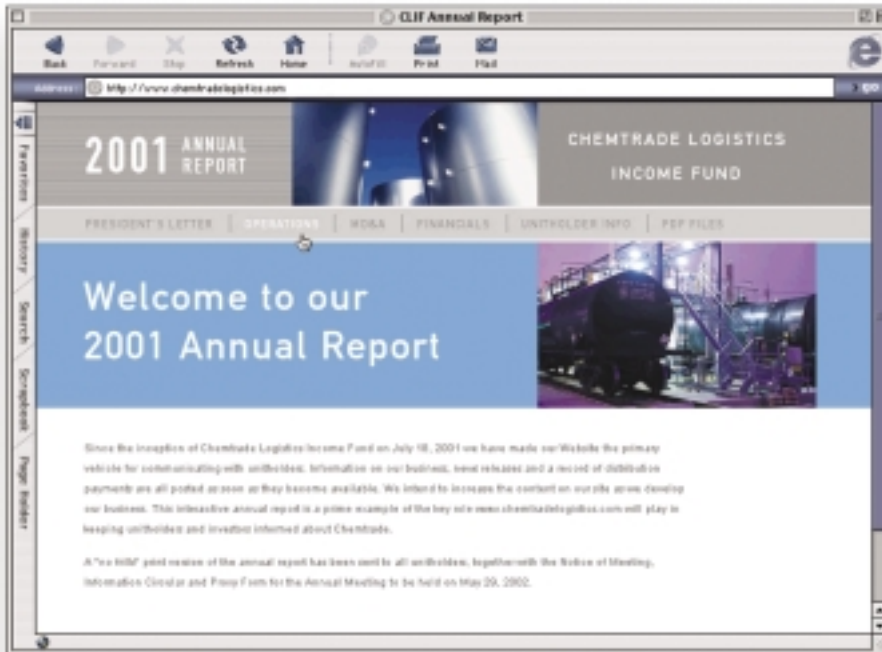 CLIF Annual Report
Back Forward Stop Refresh Home AutoFill Print Mail
Address: http://www.chemtradelogistics.com go
Favorites
History
Search
Scrapbook
Page Holder
2001 ANNUAL REPORT
CHEMTRADE LOGISTICS
INCOME FUND
PRESIDENT'S LETTER OPERATIONS MD&A FINANCIALS UNITHOLDER INFO PDF FILES
Welcome to our
2001 Annual Report
Since the inception of Chemtrade Logistics Income Fund on July 18, 2001 we have made our Website the primary
vehicle for communicating with unitholders. Information on our business, news releases and a record of distribution
payments are all posted as soon as they become available. We intend to increase the content on our site as we develop
our business. This interactive annual report is a prime example of the key role www.chemtradelogistics.com will play in
keeping unitholders and investors informed about Chemtrade.
A "no frills" print version of the annual report has been sent to all unitholders, together with the Notice of Meeting,
Information Circular and Proxy Form for the Annual Meeting to be held on May 29, 2002.